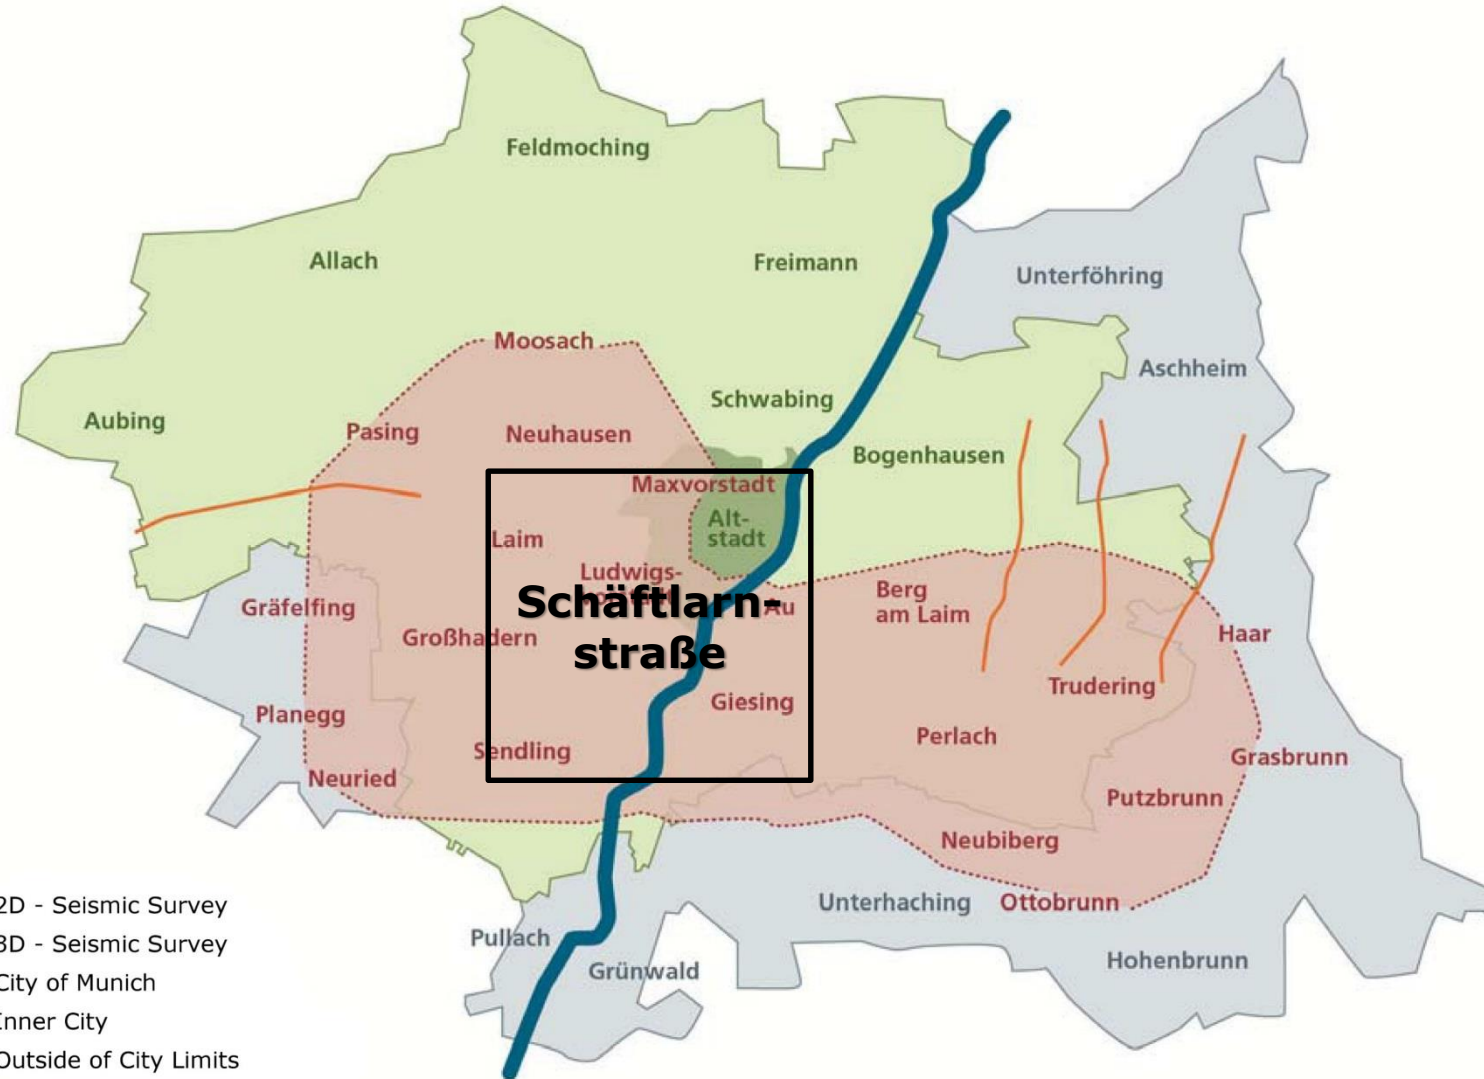 Feldmoching
Allach
Freimann
Unterföhring
Moosach
Aschheim
Schwabing
Aubing
Pasing
Neuhausen
Bogenhausen
Maxvorstadt
Alt-
stadt
Laim
Ludwigs-
Schäftlarn-
straße
Au
Berg
am Laim
Gräfelfing
Großhadern
Haar
Trudering
Giesing
Planegg
Perlach
Sendling
Grasbrunn
Neuried
Putzbrunn
Neubiberg
Unterhaching
Ottobrunn
Pullach
Grünwald
Hohenbrunn
2D - Seismic Survey
3D - Seismic Survey
City of Munich
Inner City
Outside of City Limits